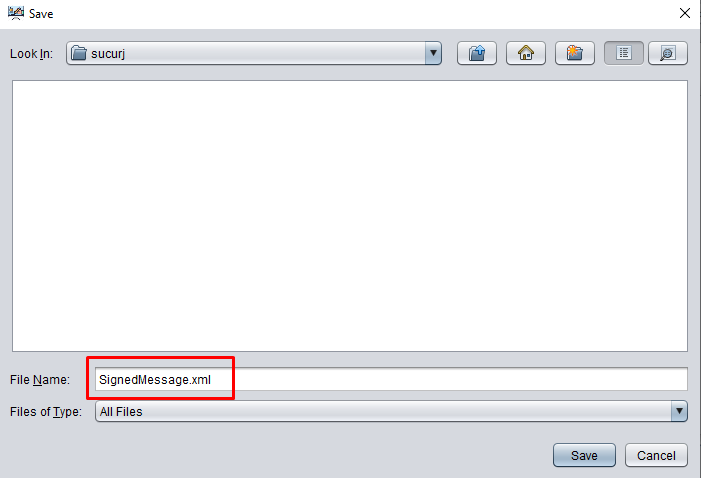 Save
Look In: sucurj
File Name: SignedMessage.xml
Files of Type: All Files
Save Cancel